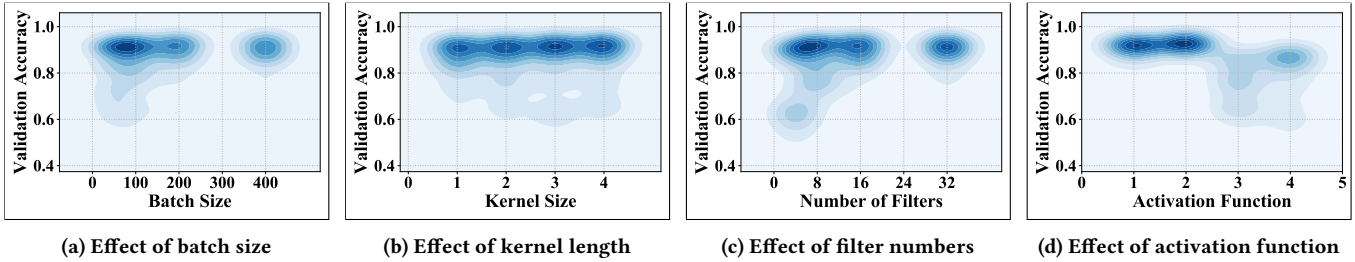 Validation Accuracy
1.0
0.8
0.6
0.4
0 100 200 300 400
Batch Size
(a) Effect of batch size
Validation Accuracy
1.0
0.8
0.6
0.4
0 1 2 3 4
Kernel Size
(b) Effect of kernel length
Validation Accuracy
1.0
0.8
0.6
0.4
0 8 16 24 32
Number of Filters
(c) Effect of filter numbers
Validation Accuracy
1.0
0.8
0.6
0.4
0 1 2 3 4 5
Activation Function
(d) Effect of activation function